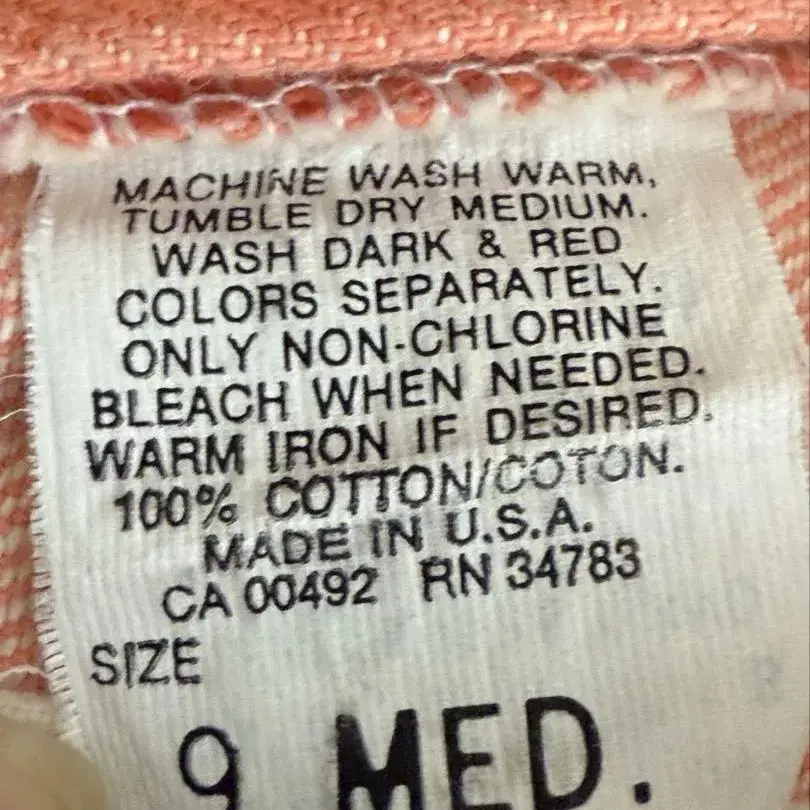 MACHINE WASH WARM,
TUMBLE DRY MEDIUM.
WASH DARK & RED
COLORS SEPARATELY.
ONLY NON-CHLORINE
BLEACH WHEN NEEDED.
WARM IRON IF DESIRED.
100% COTTON/COTON.
MADE IN U.S.A.
CA 00492 RN 34783
SIZE
9 MED.